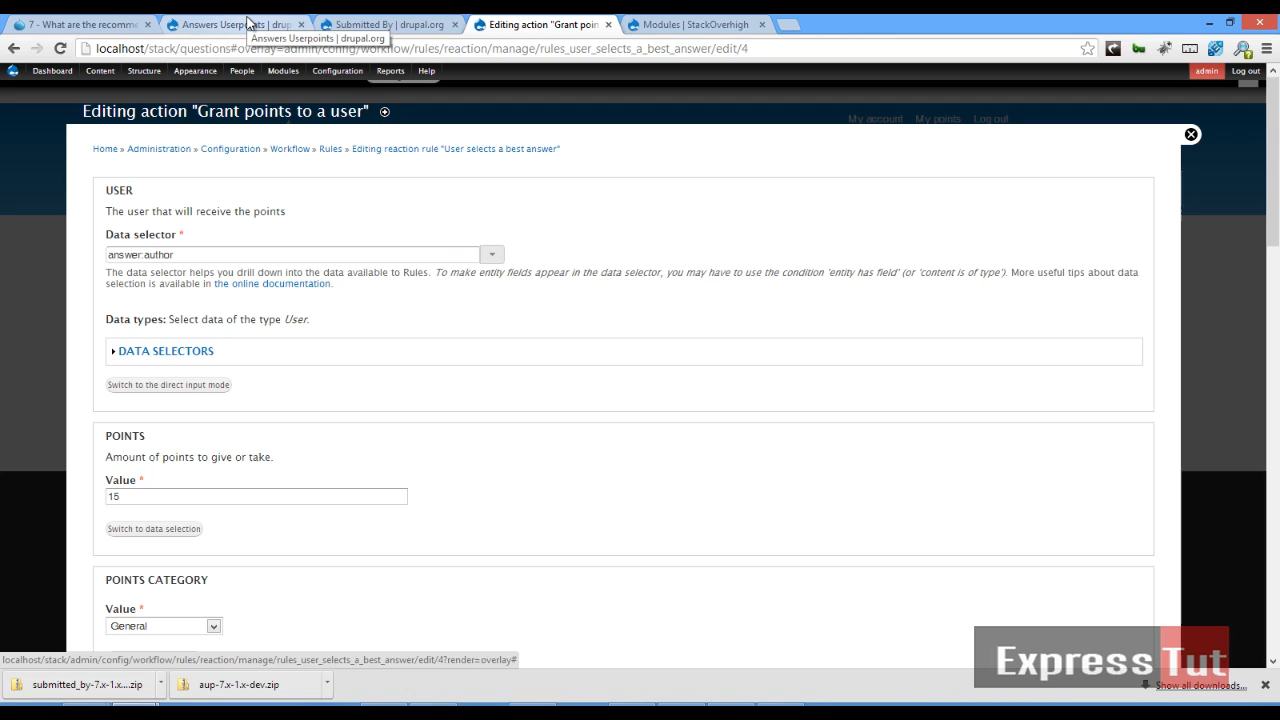 7 - What are the recomme
Answers Userpoints | drup
Submitted By | drupal.org
Editing action "Grant poin
Modules | StackOverhigh
localhost/stack/questions#overlay=admin/config/workflow/rules/reaction/manage/rules_user_selects_a_best_answer/edit/4
Answers Userpoints | drupal.org
Dashboard Content Structure Appearance People Modules Configuration Reports Help admin Log out
Editing action "Grant points to a user"
My account My points Log out
Home » Administration » Configuration » Workflow » Rules » Editing reaction rule "User selects a best answer"
USER
The user that will receive the points
Data selector *
answer:author
The data selector helps you drill down into the data available to Rules. To make entity fields appear in the data selector, you may have to use the condition 'entity has field' (or 'content is of type'). More useful tips about data
selection is available in the online documentation.
Data types: Select data of the type User.
DATA SELECTORS
Switch to the direct input mode
POINTS
Amount of points to give or take.
Value *
15
Switch to data selection
POINTS CATEGORY
Value *
General
localhost/stack/admin/config/workflow/rules/reaction/manage/rules_user_selects_a_best_answer/edit/4?render=overlay#
Express Tut
submitted_by-7.x-1.x....zip
aup-7.x-1.x-dev.zip
Show all downloads...